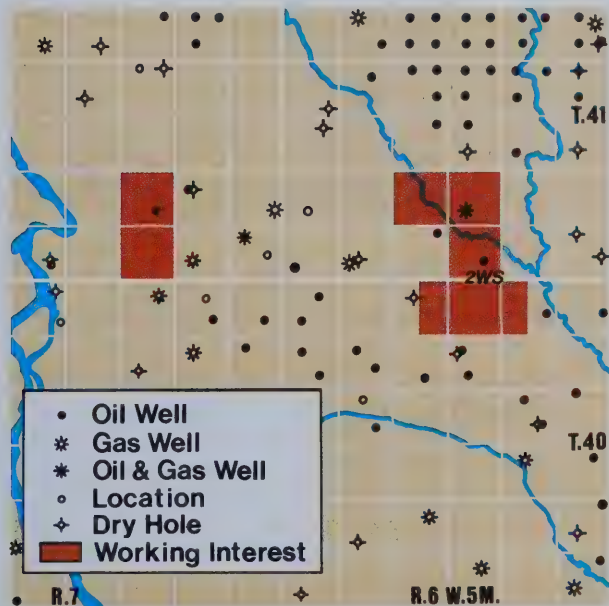 T.41
2WS
Oil Well
Gas Well
Oil & Gas Well
Location
Dry Hole
Working Interest
T.40
R.7
R.6 W.5M.